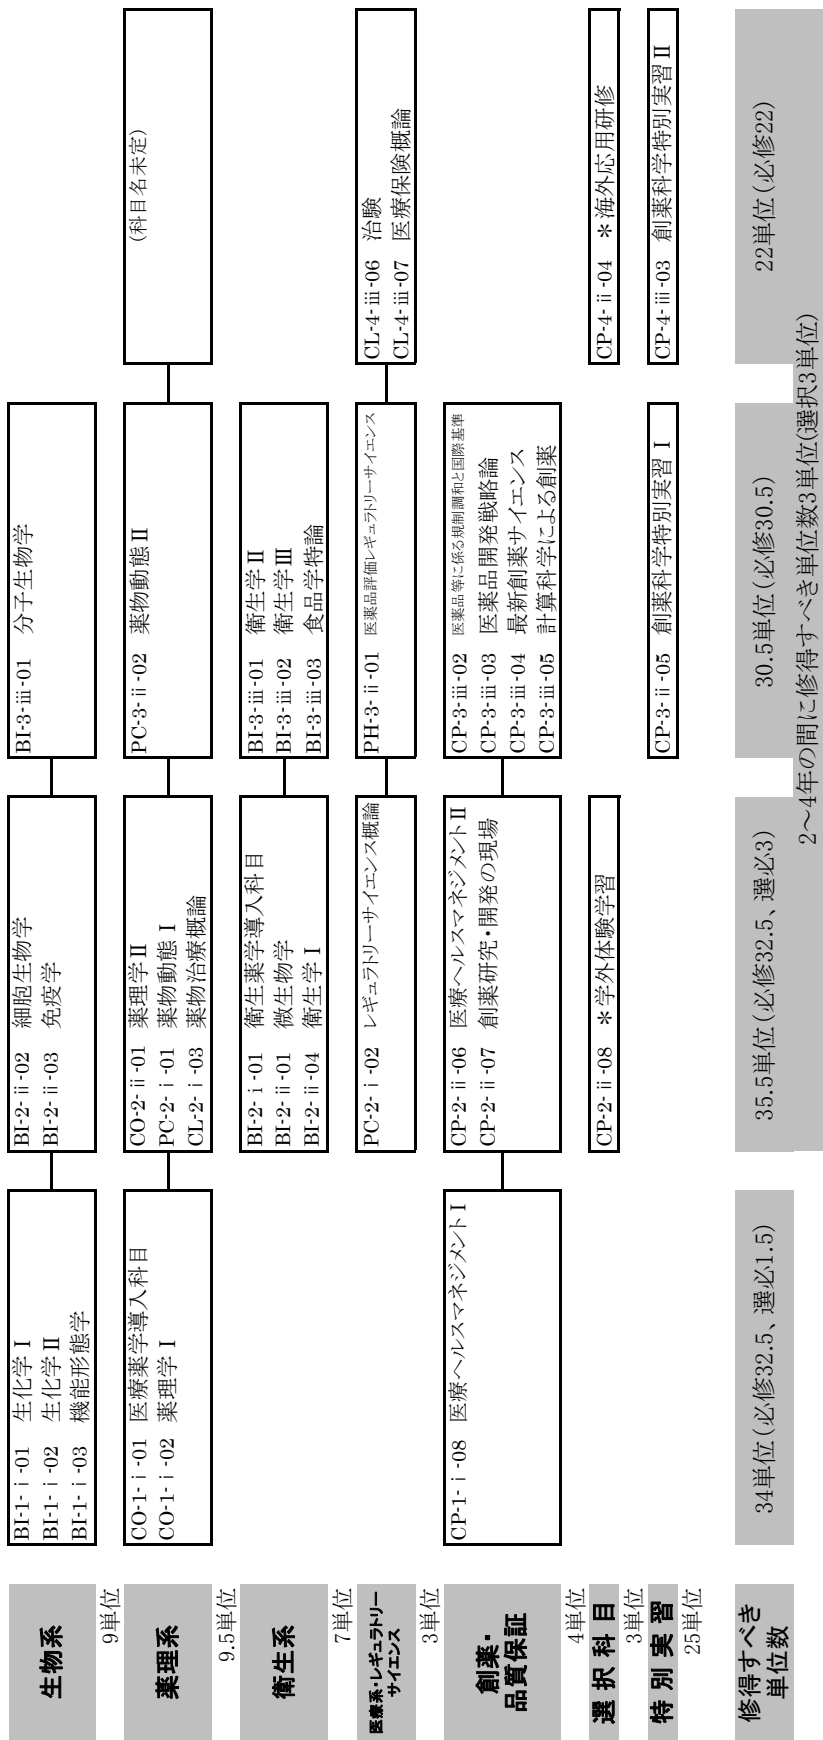 生物系
9単位
BI-1-ⅰ-01 生化学Ⅰ
BI-1-ⅰ-02 生化学Ⅱ
BI-1-ⅰ-03 機能形態学
BI-2-ⅱ-02 細胞生物学
BI-2-ⅱ-03 免疫学
BI-3-ⅲ-01 分子生物学
薬理系
9.5単位
CO-1-ⅰ-01 医療薬学導入科目
CO-1-ⅰ-02 薬理学Ⅰ
CO-2-ⅱ-01 薬理学Ⅱ
PC-2-ⅰ-01 薬物動態Ⅰ
CL-2-ⅰ-03 薬物治療概論
PC-3-ⅱ-02 薬物動態Ⅱ
(科目名未定)
衛生系
7単位
BI-2-ⅰ-01 衛生薬学導入科目
BI-2-ⅱ-01 微生物学
BI-2-ⅱ-04 衛生学Ⅰ
BI-3-ⅲ-01 衛生学Ⅱ
BI-3-ⅲ-02 衛生学Ⅲ
BI-3-ⅲ-03 食品学特論
医療系・レギュラトリー
サイエンス
3単位
PC-2-ⅰ-02 レギュラトリーサイエンス概論
PH-3-ⅱ-01 医薬品評価レギュラトリーサイエンス
CL-4-ⅲ-06 治験
CL-4-ⅲ-07 医療保険概論
創薬・
品質保証
4単位
CP-1-ⅰ-08 医療ヘルスマネジメントⅠ
CP-2-ⅱ-06 医療ヘルスマネジメントⅡ
CP-2-ⅱ-07 創薬研究・開発の現場
CP-3-ⅲ-02 医薬品等に係る規制調和と国際基準
CP-3-ⅲ-03 医薬品開発戦略論
CP-3-ⅲ-04 最新創薬サイエンス
CP-3-ⅲ-05 計算科学による創薬
選択科目
3単位
CP-2-ⅱ-08 *学外体験学習
CP-4-ⅱ-04 *海外応用研修
特別実習
25単位
CP-3-ⅱ-05 創薬科学特別実習Ⅰ
CP-4-ⅲ-03 創薬科学特別実習Ⅱ
修得すべき
単位数
34単位(必修32.5、選必1.5)
35.5単位(必修32.5、選必3)
30.5単位(必修30.5)
22単位(必修22)
2~4年の間に修得すべき単位数3単位(選択3単位)